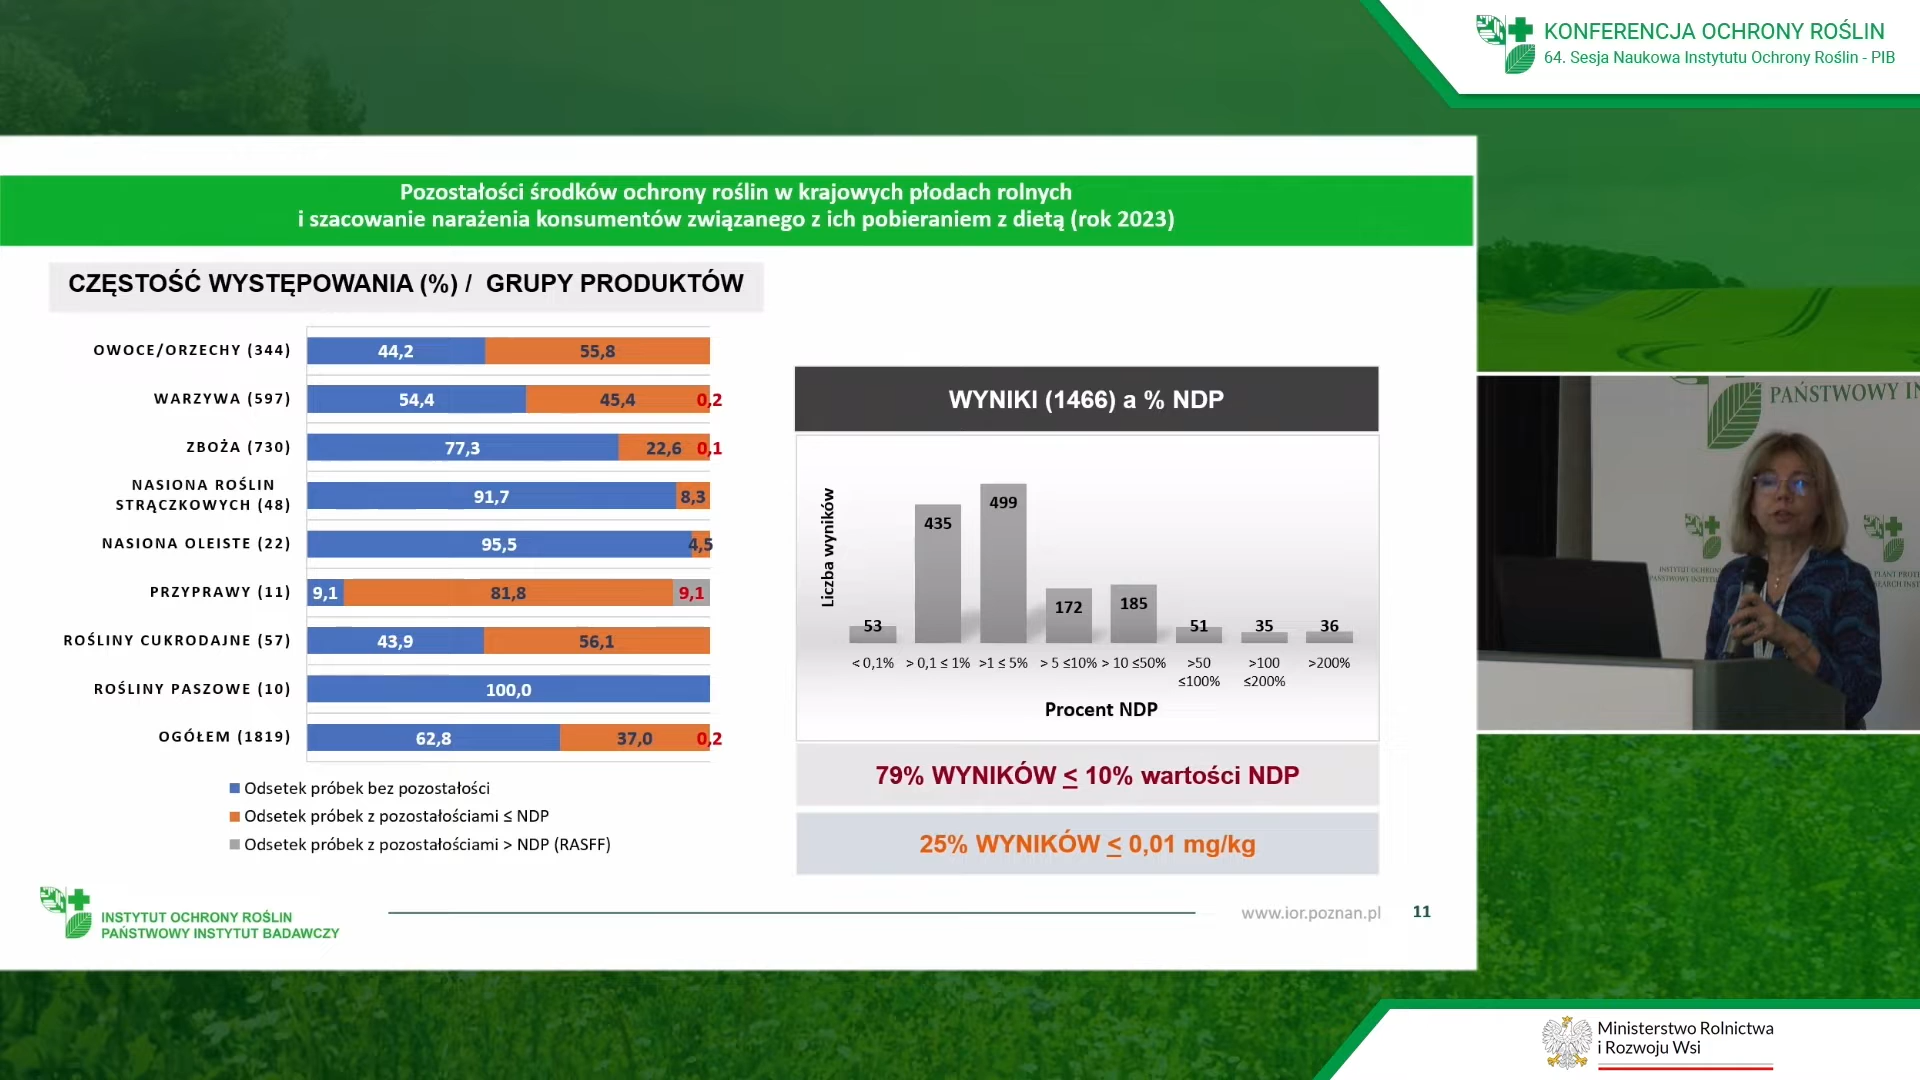 KONFERENCJA OCHRONY ROŚLIN
64. Sesja Naukowa Instytutu Ochrony Roślin - PIB
Pozostałości środków ochrony roślin w krajowych płodach rolnych
i szacowanie narażenia konsumentów związanego z ich pobieraniem z dietą (rok 2023)
CZĘSTOŚĆ WYSTĘPOWANIA (%) / GRUPY PRODUKTÓW
OWOCE/ORZECHY (344) 44,2 55,8
WARZYWA (597) 54,4 45,4 0,2
ZBOŻA (730) 77,3 22,6 0,1
NASIONA ROŚLIN
STRĄCZKOWYCH (48) 91,7 8,3
NASIONA OLEISTE (22) 95,5 4,5
PRZYPRAWY (11) 9,1 81,8 9,1
ROŚLINY CUKRODAJNE (57) 43,9 56,1
ROŚLINY PASZOWE (10) 100,0
OGÓŁEM (1819) 62,8 37,0 0,2
Odsetek próbek bez pozostałości
Odsetek próbek z pozostałościami ≤ NDP
Odsetek próbek z pozostałościami > NDP (RASFF)
WYNIKI (1466) a % NDP
Liczba wyników
53 435 499 172 185 51 35 36
< 0,1% > 0,1 ≤ 1% >1 ≤ 5% > 5 ≤10% > 10 ≤50% >50 ≤100% >100 ≤200% >200%
Procent NDP
79% WYNIKÓW ≤ 10% wartości NDP
25% WYNIKÓW ≤ 0,01 mg/kg
INSTYTUT OCHRONY ROŚLIN
PAŃSTWOWY INSTYTUT BADAWCZY
www.ior.poznan.pl 11
PAŃSTWOWY IN
Ministerstwo Rolnictwa
i Rozwoju Wsi